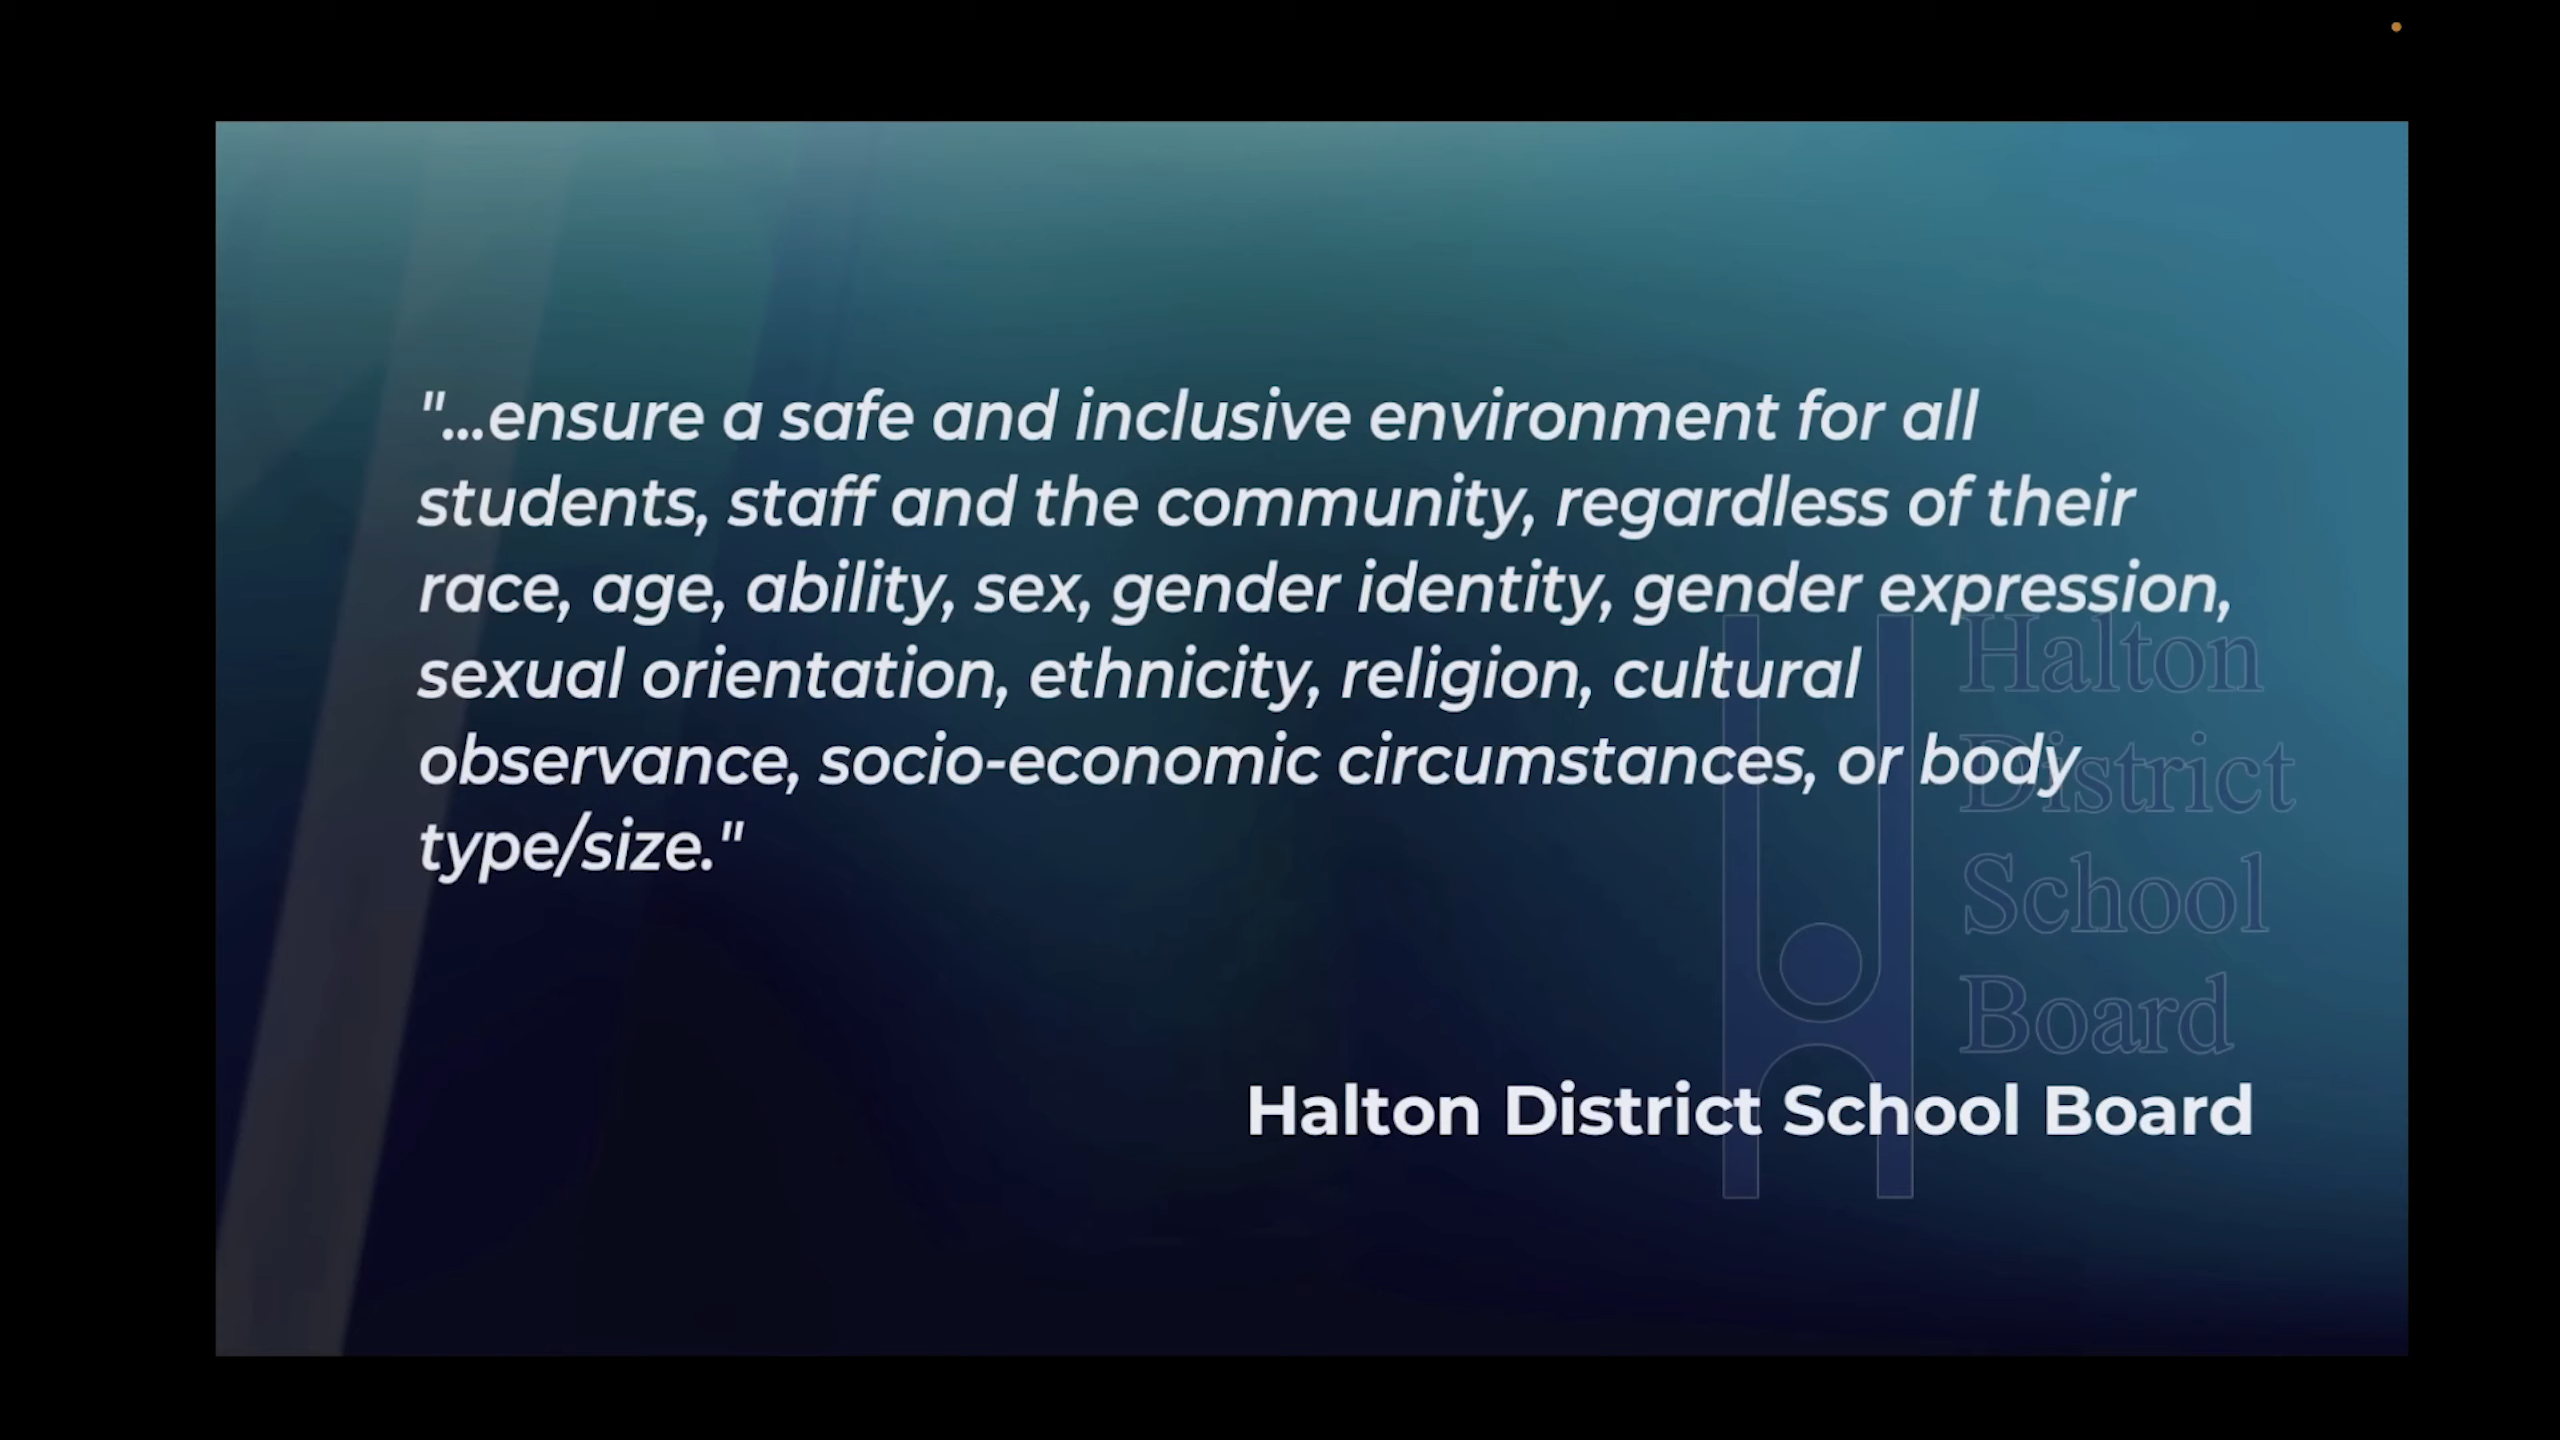 "...ensure a safe and inclusive environment for all
students, staff and the community, regardless of their
race, age, ability, sex, gender identity, gender expression,
sexual orientation, ethnicity, religion, cultural
observance, socio-economic circumstances, or body
type/size."
Halton
District
School
Board
Halton District School Board